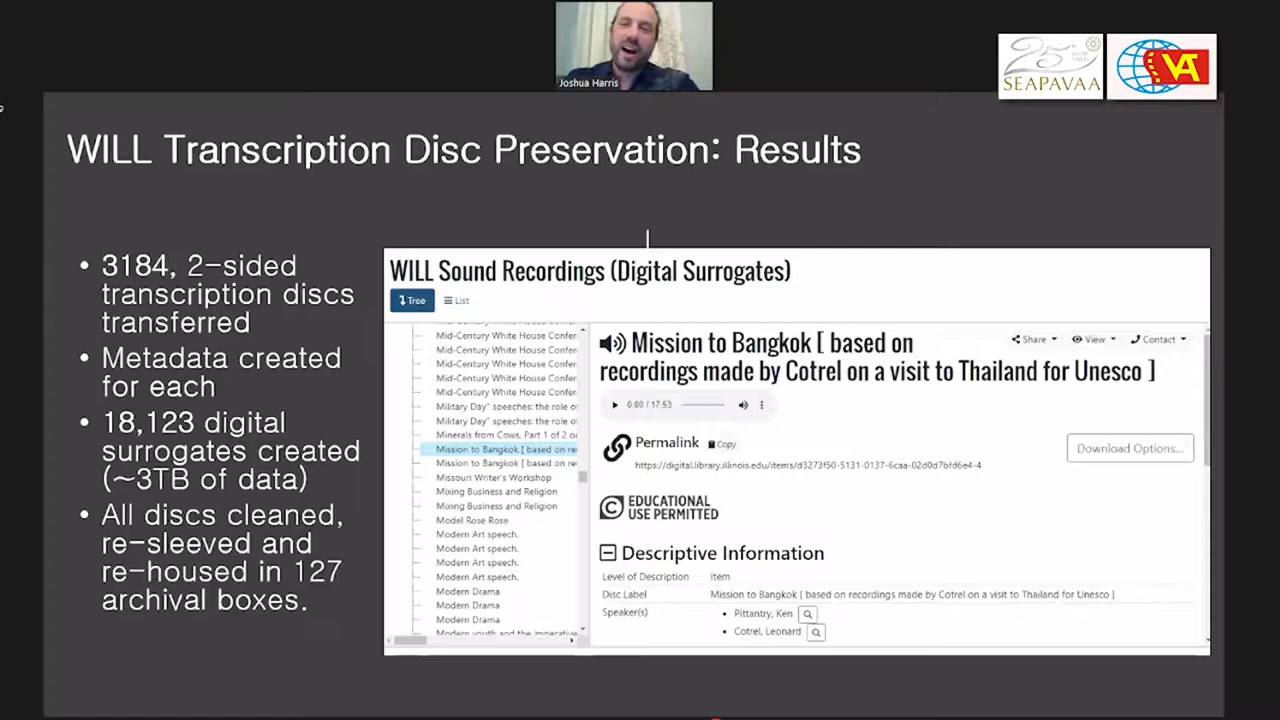 Joshua Harris
25
SEAPAVAA
VA
WILL Transcription Disc Preservation: Results
• 3184, 2-sided
transcription discs
transferred
• Metadata created
for each
• 18,123 digital
surrogates created
(~3TB of data)
• All discs cleaned,
re-sleeved and
re-housed in 127
archival boxes.
WILL Sound Recordings (Digital Surrogates)
Tree
List
Mid-Century White House Confer
Mid-Century White House Confer
Mid-Century White House Confer
Mid-Century White House Confer
Mid-Century White House Confer
Military Day" speeches: the role of
Military Day" speeches: the role of
Minerals from Cows, Part 1 of 2 or
Mission to Bangkok [ based on re
Mission to Bangkok [ based on re
Missouri Writer's Workshop
Mixing Business and Religion
Mixing Business and Religion
Model Rose Rose
Modern Art speech.
Modern Art speech.
Modern Art speech.
Modern Art speech.
Modern Drama
Modern Drama
Modern Drama
Modern youth and the imperative
Mission to Bangkok [ based on
recordings made by Cotrel on a visit to Thailand for Unesco ]
Share
View
Contact
0:00 / 17:53
Permalink
Copy
https://digital.library.illinois.edu/items/d3273f50-5131-0137-6caa-02d0d7bfd6e4-4
Download Options...
EDUCATIONAL
USE PERMITTED
Descriptive Information
Level of Description Item
Disc Label Mission to Bangkok [ based on recordings made by Cotrel on a visit to Thailand for Unesco ]
Speaker(s) • Pittantry, Ken
• Cotrel, Leonard